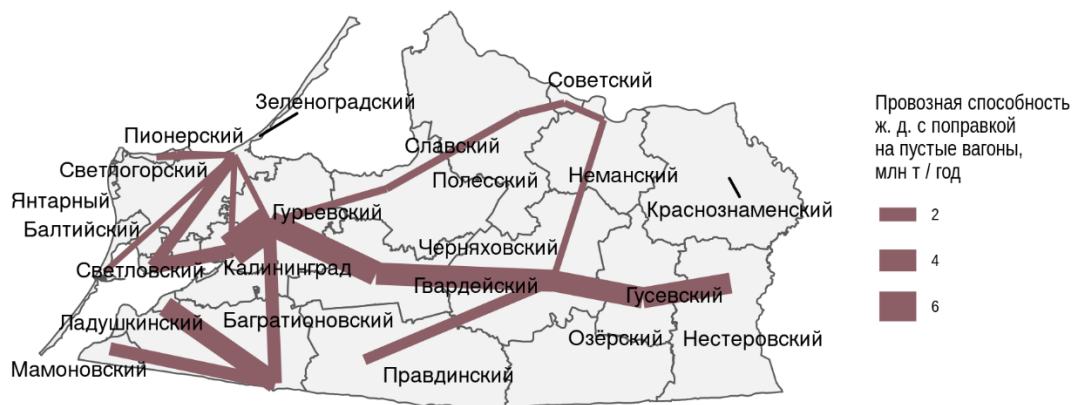 Советский
Зеленоградский
Провозная способность
ж. д. с поправкой
на пустые вагоны,
млн т / год
Пионерский
Славский
Светлогорский
Полесский
Неманский
Янтарный
Гурьевский
Краснознаменский
2
Балтийский
Черняховский
Светловский
Калининград
4
Гвардейский
Гусевский
6
Ладушкинский
Багратионовский
Озёрский
Нестеровский
Мамоновский
Правдинский